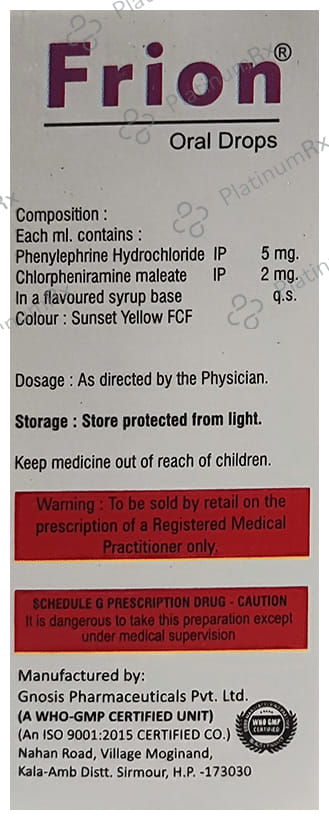 PlatinumRx
Frion®
PlatinumRx
Oral Drops
Composition :
Each ml. contains :
Phenylephrine Hydrochloride IP 5 mg.
Chlorpheniramine maleate IP 2 mg.
In a flavoured syrup base q.s.
Colour : Sunset Yellow FCF
Dosage : As directed by the Physician.
Storage : Store protected from light.
Keep medicine out of reach of children.
Warning : To be sold by retail on the
prescription of a Registered Medical
Practitioner only.
SCHEDULE G PRESCRIPTION DRUG - CAUTION
It is dangerous to take this preparation except
under medical supervision
Manufactured by:
Gnosis Pharmaceuticals Pvt. Ltd.
(A WHO-GMP CERTIFIED UNIT)
(An ISO 9001:2015 CERTIFIED CO.)
Nahan Road, Village Moginand,
Kala-Amb Distt. Sirmour, H.P. -173030
WHO GMP
CERTIFIED